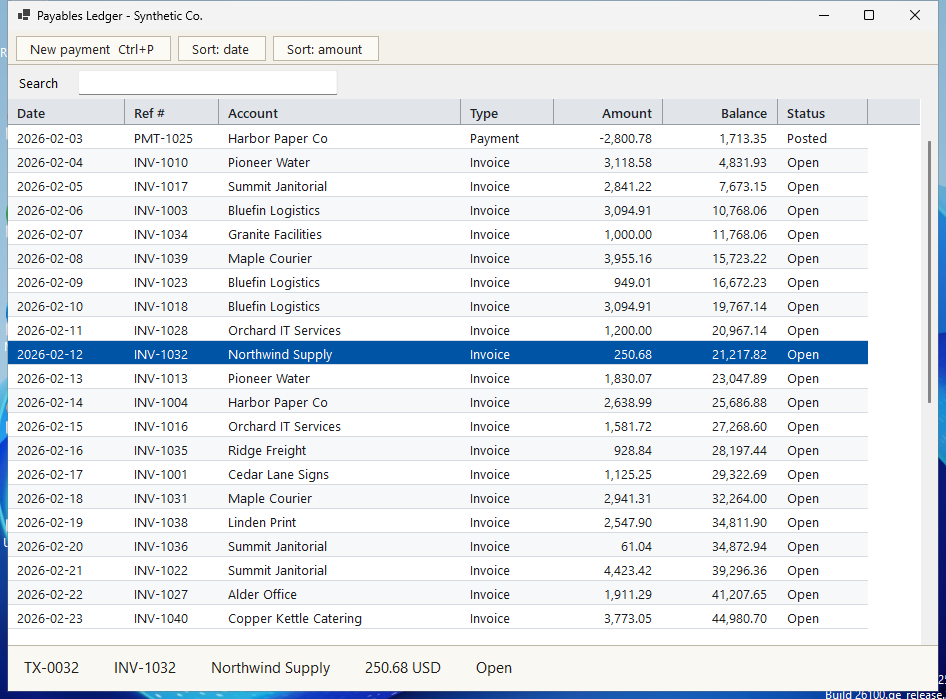 Payables Ledger - Synthetic Co.
New payment Ctrl+P Sort: date Sort: amount
Search
Date Ref # Account Type Amount Balance Status
2026-02-03 PMT-1025 Harbor Paper Co Payment -2,800.78 1,713.35 Posted
2026-02-04 INV-1010 Pioneer Water Invoice 3,118.58 4,831.93 Open
2026-02-05 INV-1017 Summit Janitorial Invoice 2,841.22 7,673.15 Open
2026-02-06 INV-1003 Bluefin Logistics Invoice 3,094.91 10,768.06 Open
2026-02-07 INV-1034 Granite Facilities Invoice 1,000.00 11,768.06 Open
2026-02-08 INV-1039 Maple Courier Invoice 3,955.16 15,723.22 Open
2026-02-09 INV-1023 Bluefin Logistics Invoice 949.01 16,672.23 Open
2026-02-10 INV-1018 Bluefin Logistics Invoice 3,094.91 19,767.14 Open
2026-02-11 INV-1028 Orchard IT Services Invoice 1,200.00 20,967.14 Open
2026-02-12 INV-1032 Northwind Supply Invoice 250.68 21,217.82 Open
2026-02-13 INV-1013 Pioneer Water Invoice 1,830.07 23,047.89 Open
2026-02-14 INV-1004 Harbor Paper Co Invoice 2,638.99 25,686.88 Open
2026-02-15 INV-1016 Orchard IT Services Invoice 1,581.72 27,268.60 Open
2026-02-16 INV-1035 Ridge Freight Invoice 928.84 28,197.44 Open
2026-02-17 INV-1001 Cedar Lane Signs Invoice 1,125.25 29,322.69 Open
2026-02-18 INV-1031 Maple Courier Invoice 2,941.31 32,264.00 Open
2026-02-19 INV-1038 Linden Print Invoice 2,547.90 34,811.90 Open
2026-02-20 INV-1036 Summit Janitorial Invoice 61.04 34,872.94 Open
2026-02-21 INV-1022 Summit Janitorial Invoice 4,423.42 39,296.36 Open
2026-02-22 INV-1027 Alder Office Invoice 1,911.29 41,207.65 Open
2026-02-23 INV-1040 Copper Kettle Catering Invoice 3,773.05 44,980.70 Open
TX-0032 INV-1032 Northwind Supply 250.68 USD Open
Build 26100.ge_release.